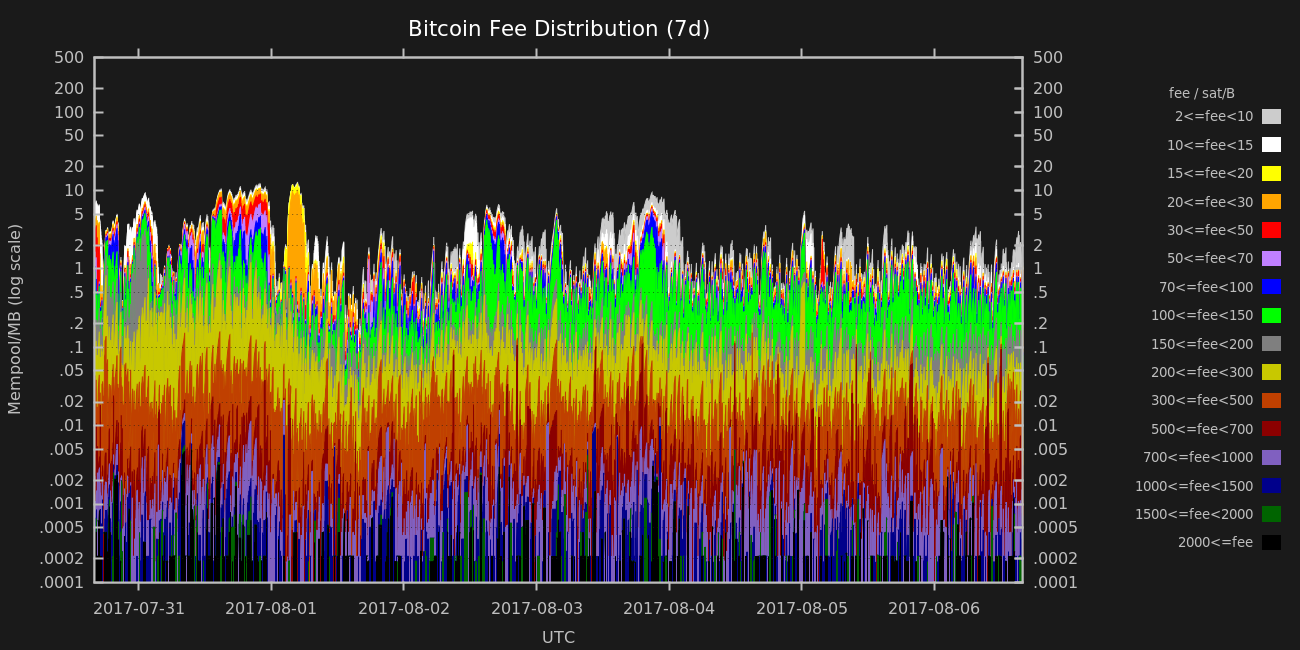 Bitcoin Fee Distribution (7d)
Mempool/MB (log scale)
500
200
100
50
20
10
5
2
1
.5
.2
.1
.05
.02
.01
.005
.002
.001
.0005
.0002
.0001
500
200
100
50
20
10
5
2
1
.5
.2
.1
.05
.02
.01
.005
.002
.001
.0005
.0002
.0001
2017-07-31 2017-08-01 2017-08-02 2017-08-03 2017-08-04 2017-08-05 2017-08-06
UTC
fee / sat/B
2<=fee<10
10<=fee<15
15<=fee<20
20<=fee<30
30<=fee<50
50<=fee<70
70<=fee<100
100<=fee<150
150<=fee<200
200<=fee<300
300<=fee<500
500<=fee<700
700<=fee<1000
1000<=fee<1500
1500<=fee<2000
2000<=fee